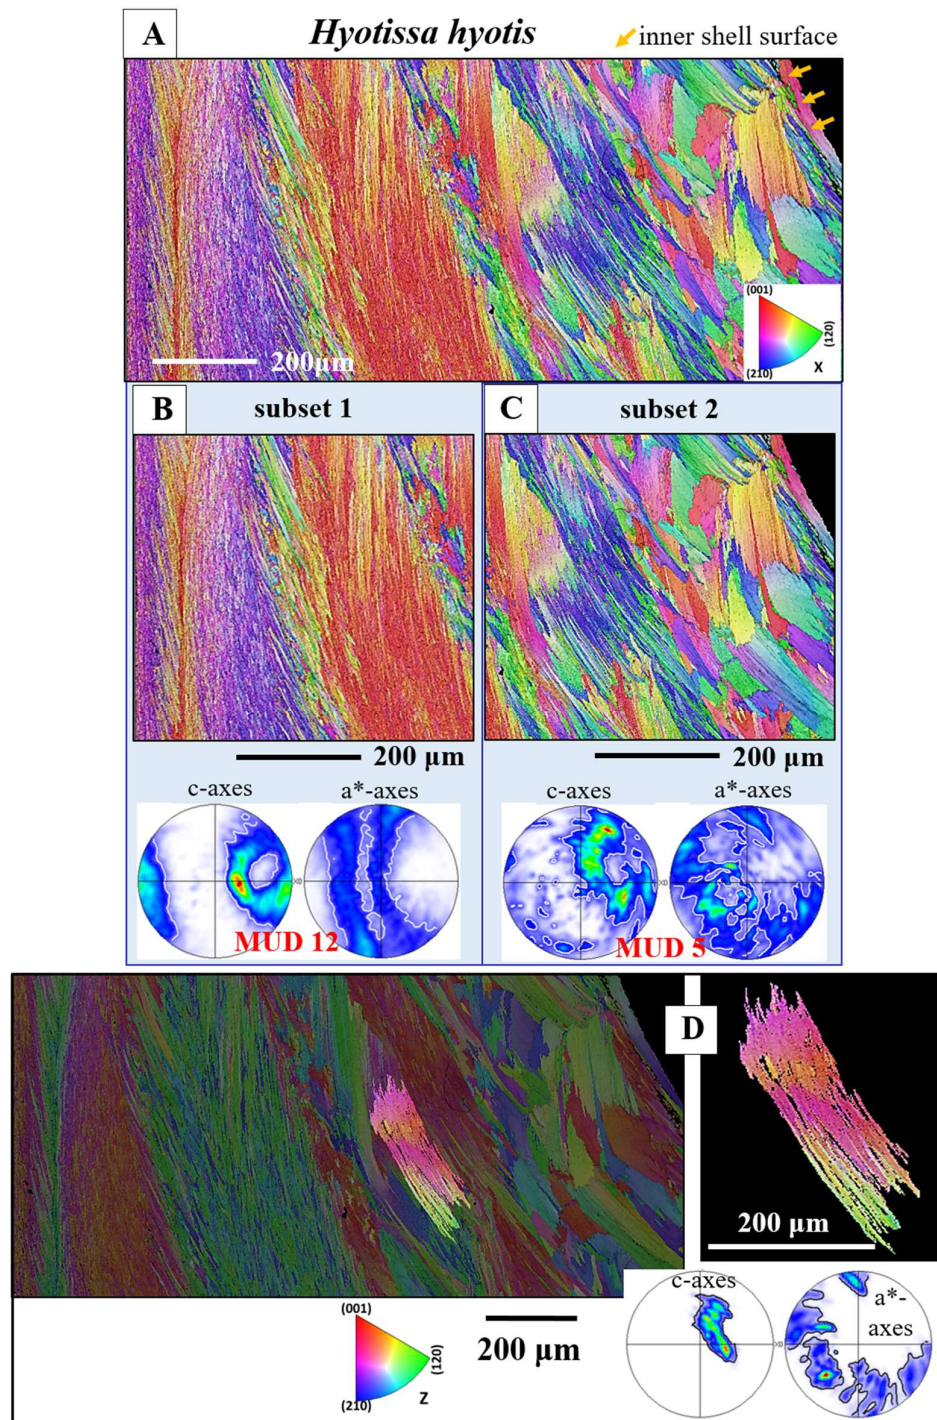 A
Hyotissa hyotis
inner shell surface
(001)
(120)
(210)
X
200µm
B
subset 1
C
subset 2
200 µm
200 µm
c-axes
a*-axes
c-axes
a*-axes
MUD 12
MUD 5
D
200 µm
c-axes
a*-
axes
(001)
(120)
(210)
Z
200 µm